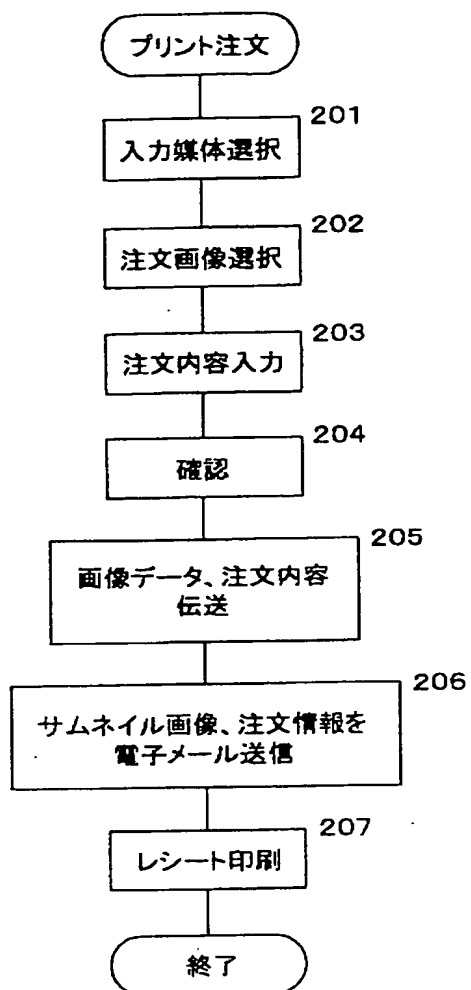 プリント注文
201
入力媒体選択
202
注文画像選択
203
注文内容入力
204
確認
205
画像データ、注文内容
伝送
206
サムネイル画像、注文情報を
電子メール送信
207
レシート印刷
終了